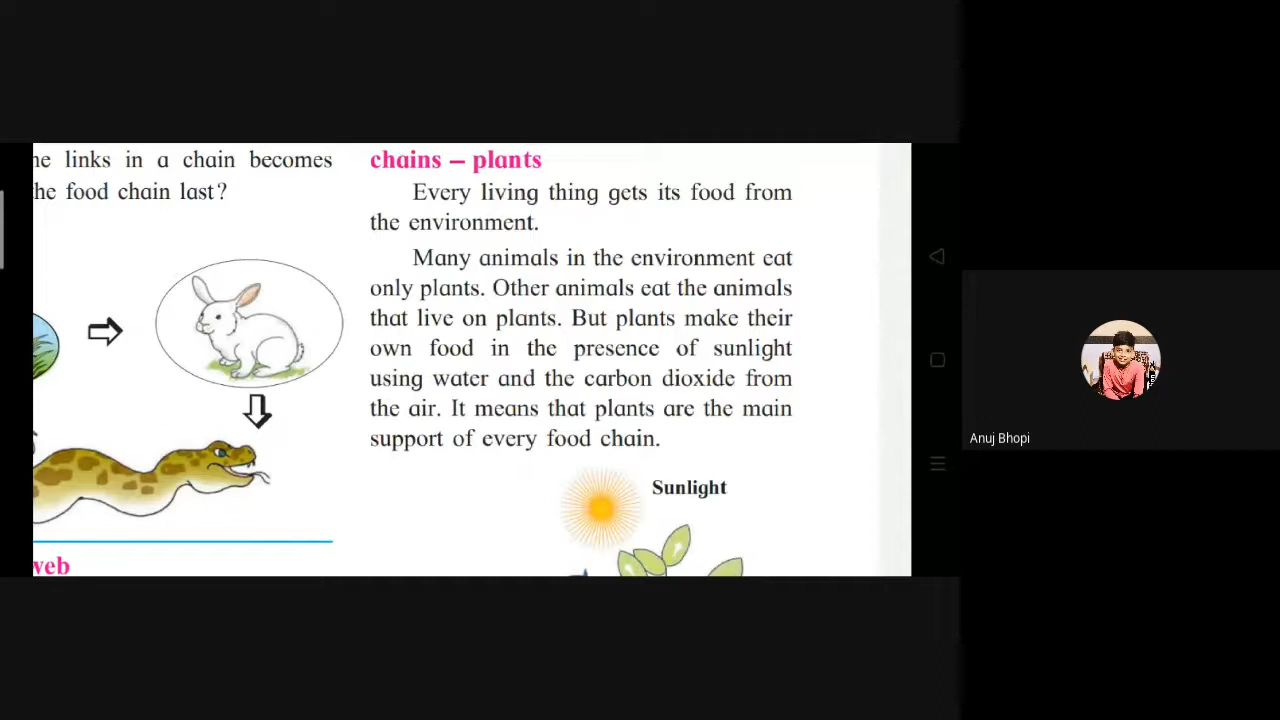 links in a chain becomes
food chain last?
web
chains – plants
Every living thing gets its food from
the environment.
Many animals in the environment eat
only plants. Other animals eat the animals
that live on plants. But plants make their
own food in the presence of sunlight
using water and the carbon dioxide from
the air. It means that plants are the main
support of every food chain.
Sunlight
Anuj Bhopi